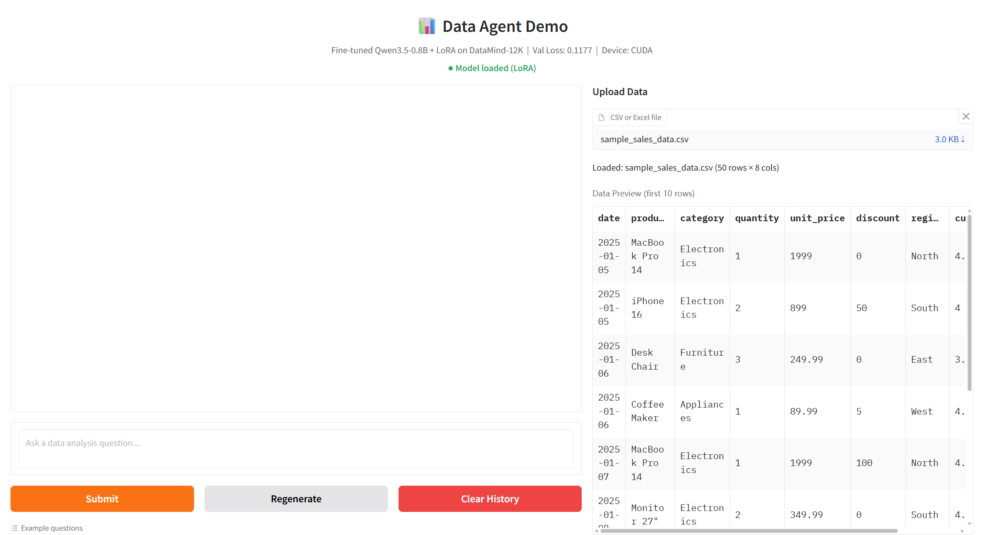 Data Agent Demo
Fine-tuned Qwen3.5-0.8B + LoRA on DataMind-12K | Val Loss: 0.1177 | Device: CUDA
● Model loaded (LoRA)
Ask a data analysis question...
Submit
Regenerate
Clear History
Example questions
Upload Data
CSV or Excel file
sample_sales_data.csv 3.0 KB ⇣
Loaded: sample_sales_data.csv (50 rows × 8 cols)
Data Preview (first 10 rows)
date produ… category quantity unit_price discount regi… cu
2025-01-05 MacBook Pro 14 Electronics 1 1999 0 North 4.
2025-01-05 iPhone 16 Electronics 2 899 50 South 4
2025-01-06 Desk Chair Furniture 3 249.99 0 East 3.
2025-01-06 Coffee Maker Appliances 1 89.99 5 West 4.
2025-01-07 MacBook Pro 14 Electronics 1 1999 100 North 4.
2025-01-08 Monitor 27" Electronics 2 349.99 0 South 4.